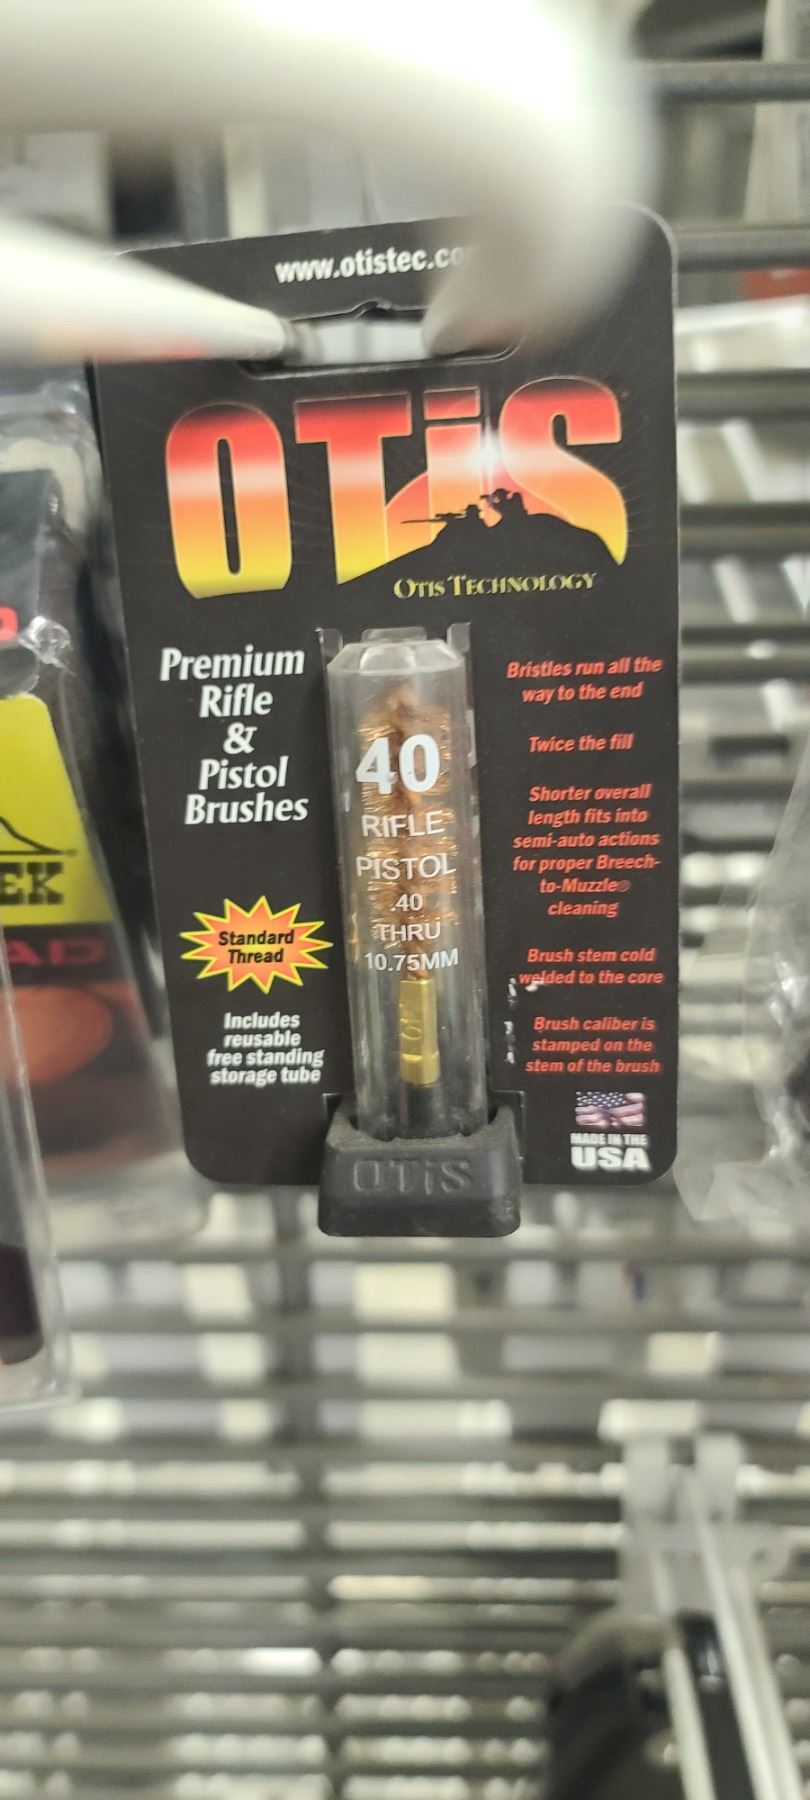 www.otistec.co
OTiS
OTIS TECHNOLOGY
Premium
Rifle
&
Pistol
Brushes
Standard
Thread
Includes
reusable
free standing
storage tube
40
RIFLE
PISTOL
.40
THRU
10.75MM
40
OTiS
Bristles run all the
way to the end
Twice the fill
Shorter overall
length fits into
semi-auto actions
for proper Breech-
to-Muzzle®
cleaning
Brush stem cold
welded to the core
Brush caliber is
stamped on the
stem of the brush
MADE IN THE
USA
EK
AD